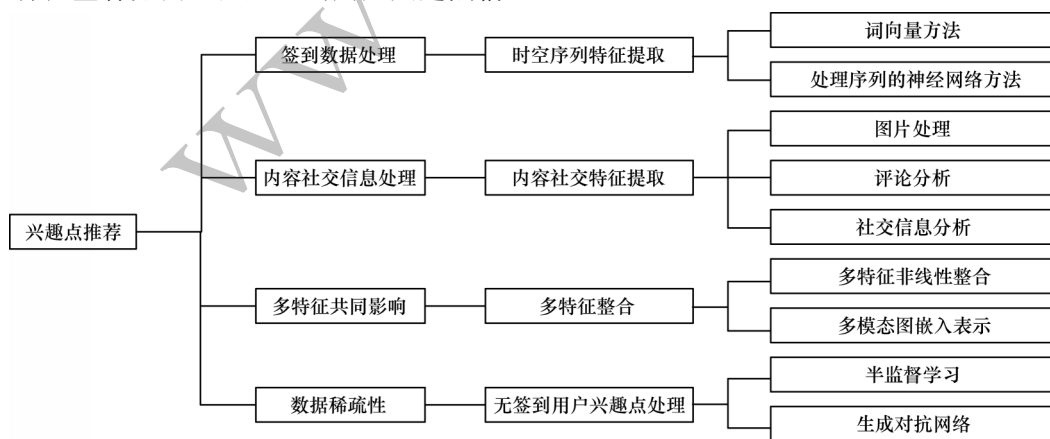 兴趣点推荐
签到数据处理
时空序列特征提取
词向量方法
处理序列的神经网络方法
内容社交信息处理
内容社交特征提取
图片处理
评论分析
社交信息分析
多特征共同影响
多特征整合
多特征非线性整合
多模态图嵌入表示
数据稀疏性
无签到用户兴趣点处理
半监督学习
生成对抗网络
WW